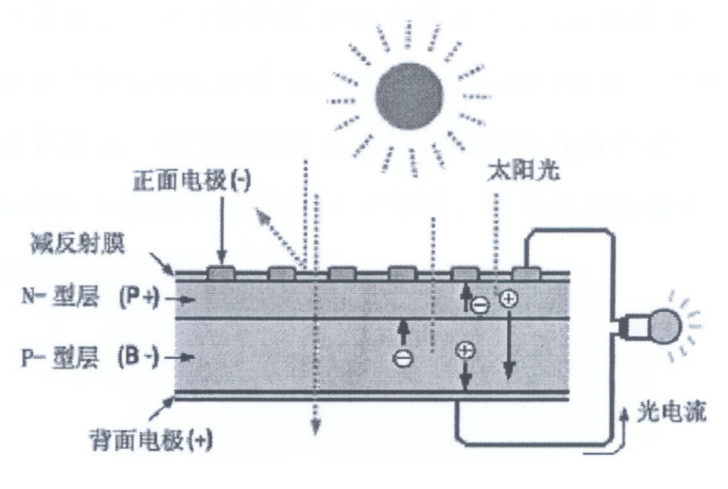 太阳光
正面电极(-)
减反射膜
N-型层 (P+)
P-型层 (B-)
背面电极(+)
光电流